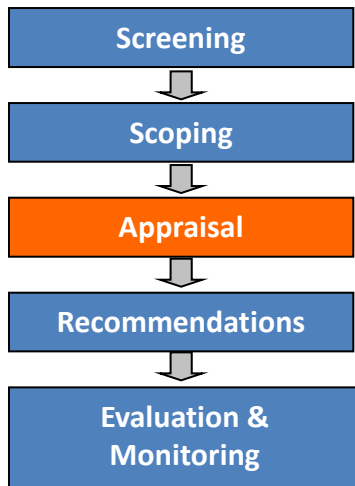 Screening
Scoping
Appraisal
Recommendations
Evaluation &
Monitoring